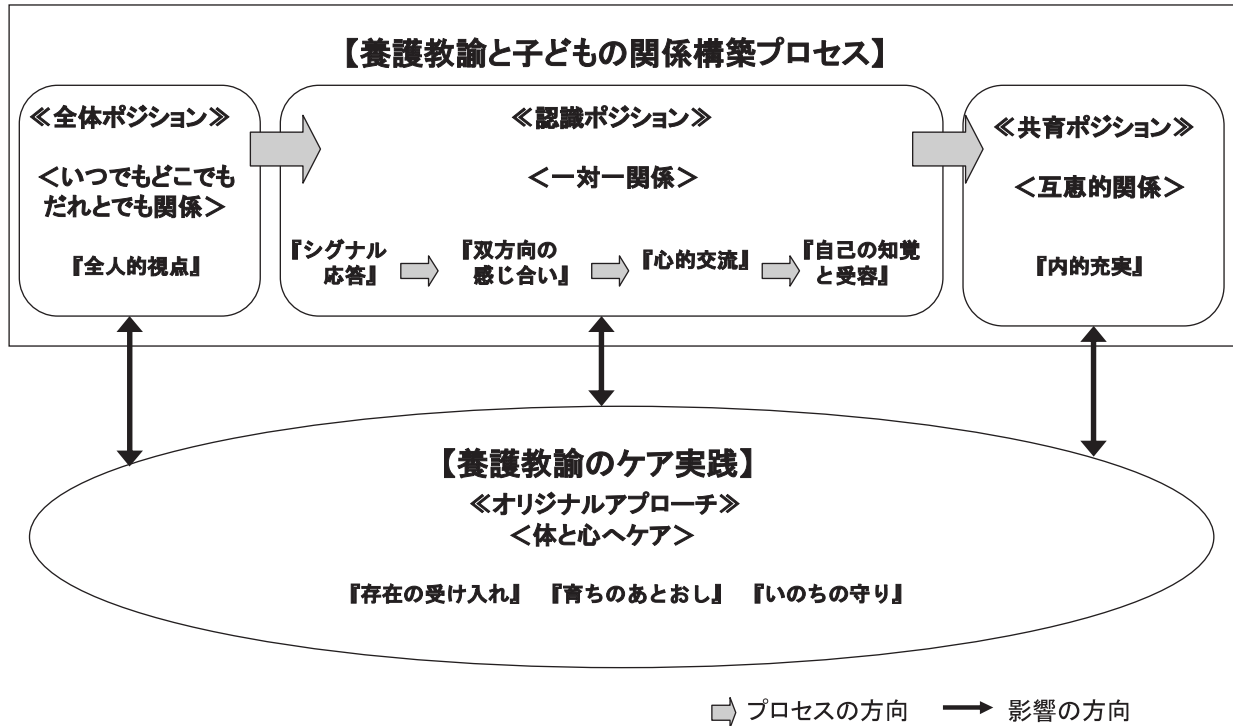 【養護教諭と子どもの関係構築プロセス】
≪全体ポジション≫
＜いつでもどこでも
だれとでも関係＞
『全人的視点』
≪認識ポジション≫
＜一対一関係＞
『シグナル
応答』
『双方向の
感じ合い』
『心的交流』
『自己の知覚
と受容』
≪共育ポジション≫
＜互恵的関係＞
『内的充実』
【養護教諭のケア実践】
≪オリジナルアプローチ≫
＜体と心へケア＞
『存在の受け入れ』 『育ちのあとおし』 『いのちの守り』
プロセスの方向 影響の方向